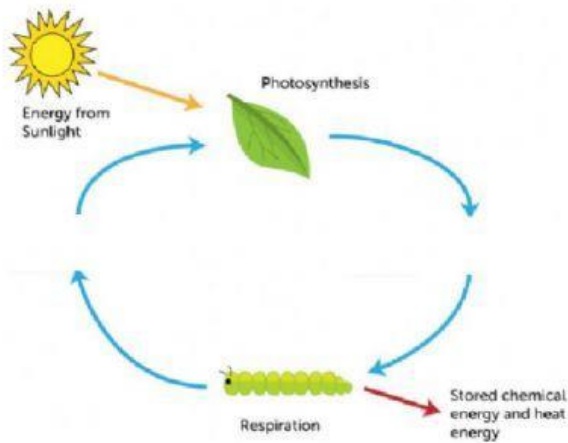 Photosynthesis
Energy from
Sunlight
Respiration
Stored chemical
energy and heat
energy